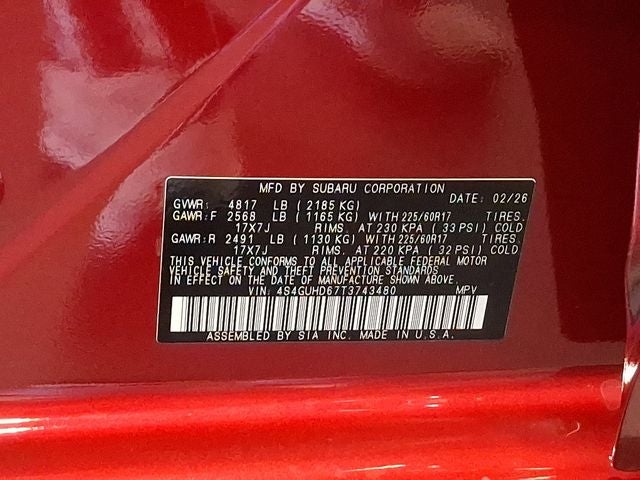 MFD BY SUBARU CORPORATION
GVWR: 4817 LB ( 2185 KG) DATE: 02/26
GAWR:F 2568 LB ( 1165 KG) WITH 225/60R17 TIRES.
17X7J RIMS, AT 230 KPA ( 33 PSI) COLD
GAWR:R 2491 LB ( 1130 KG) WITH 225/60R17 TIRES.
17X7J RIMS, AT 220 KPA ( 32 PSI) COLD
THIS VEHICLE CONFORMS TO ALL APPLICABLE FEDERAL MOTOR
VEHICLE SAFETY AND THEFT PREVENTION STANDARDS
IN EFFECT ON THE DATE OF MANUFACTURE SHOWN ABOVE.
VIN: 4S4GUHD67T3743480 MPV
ASSEMBLED BY SIA INC. MADE IN U.S.A.